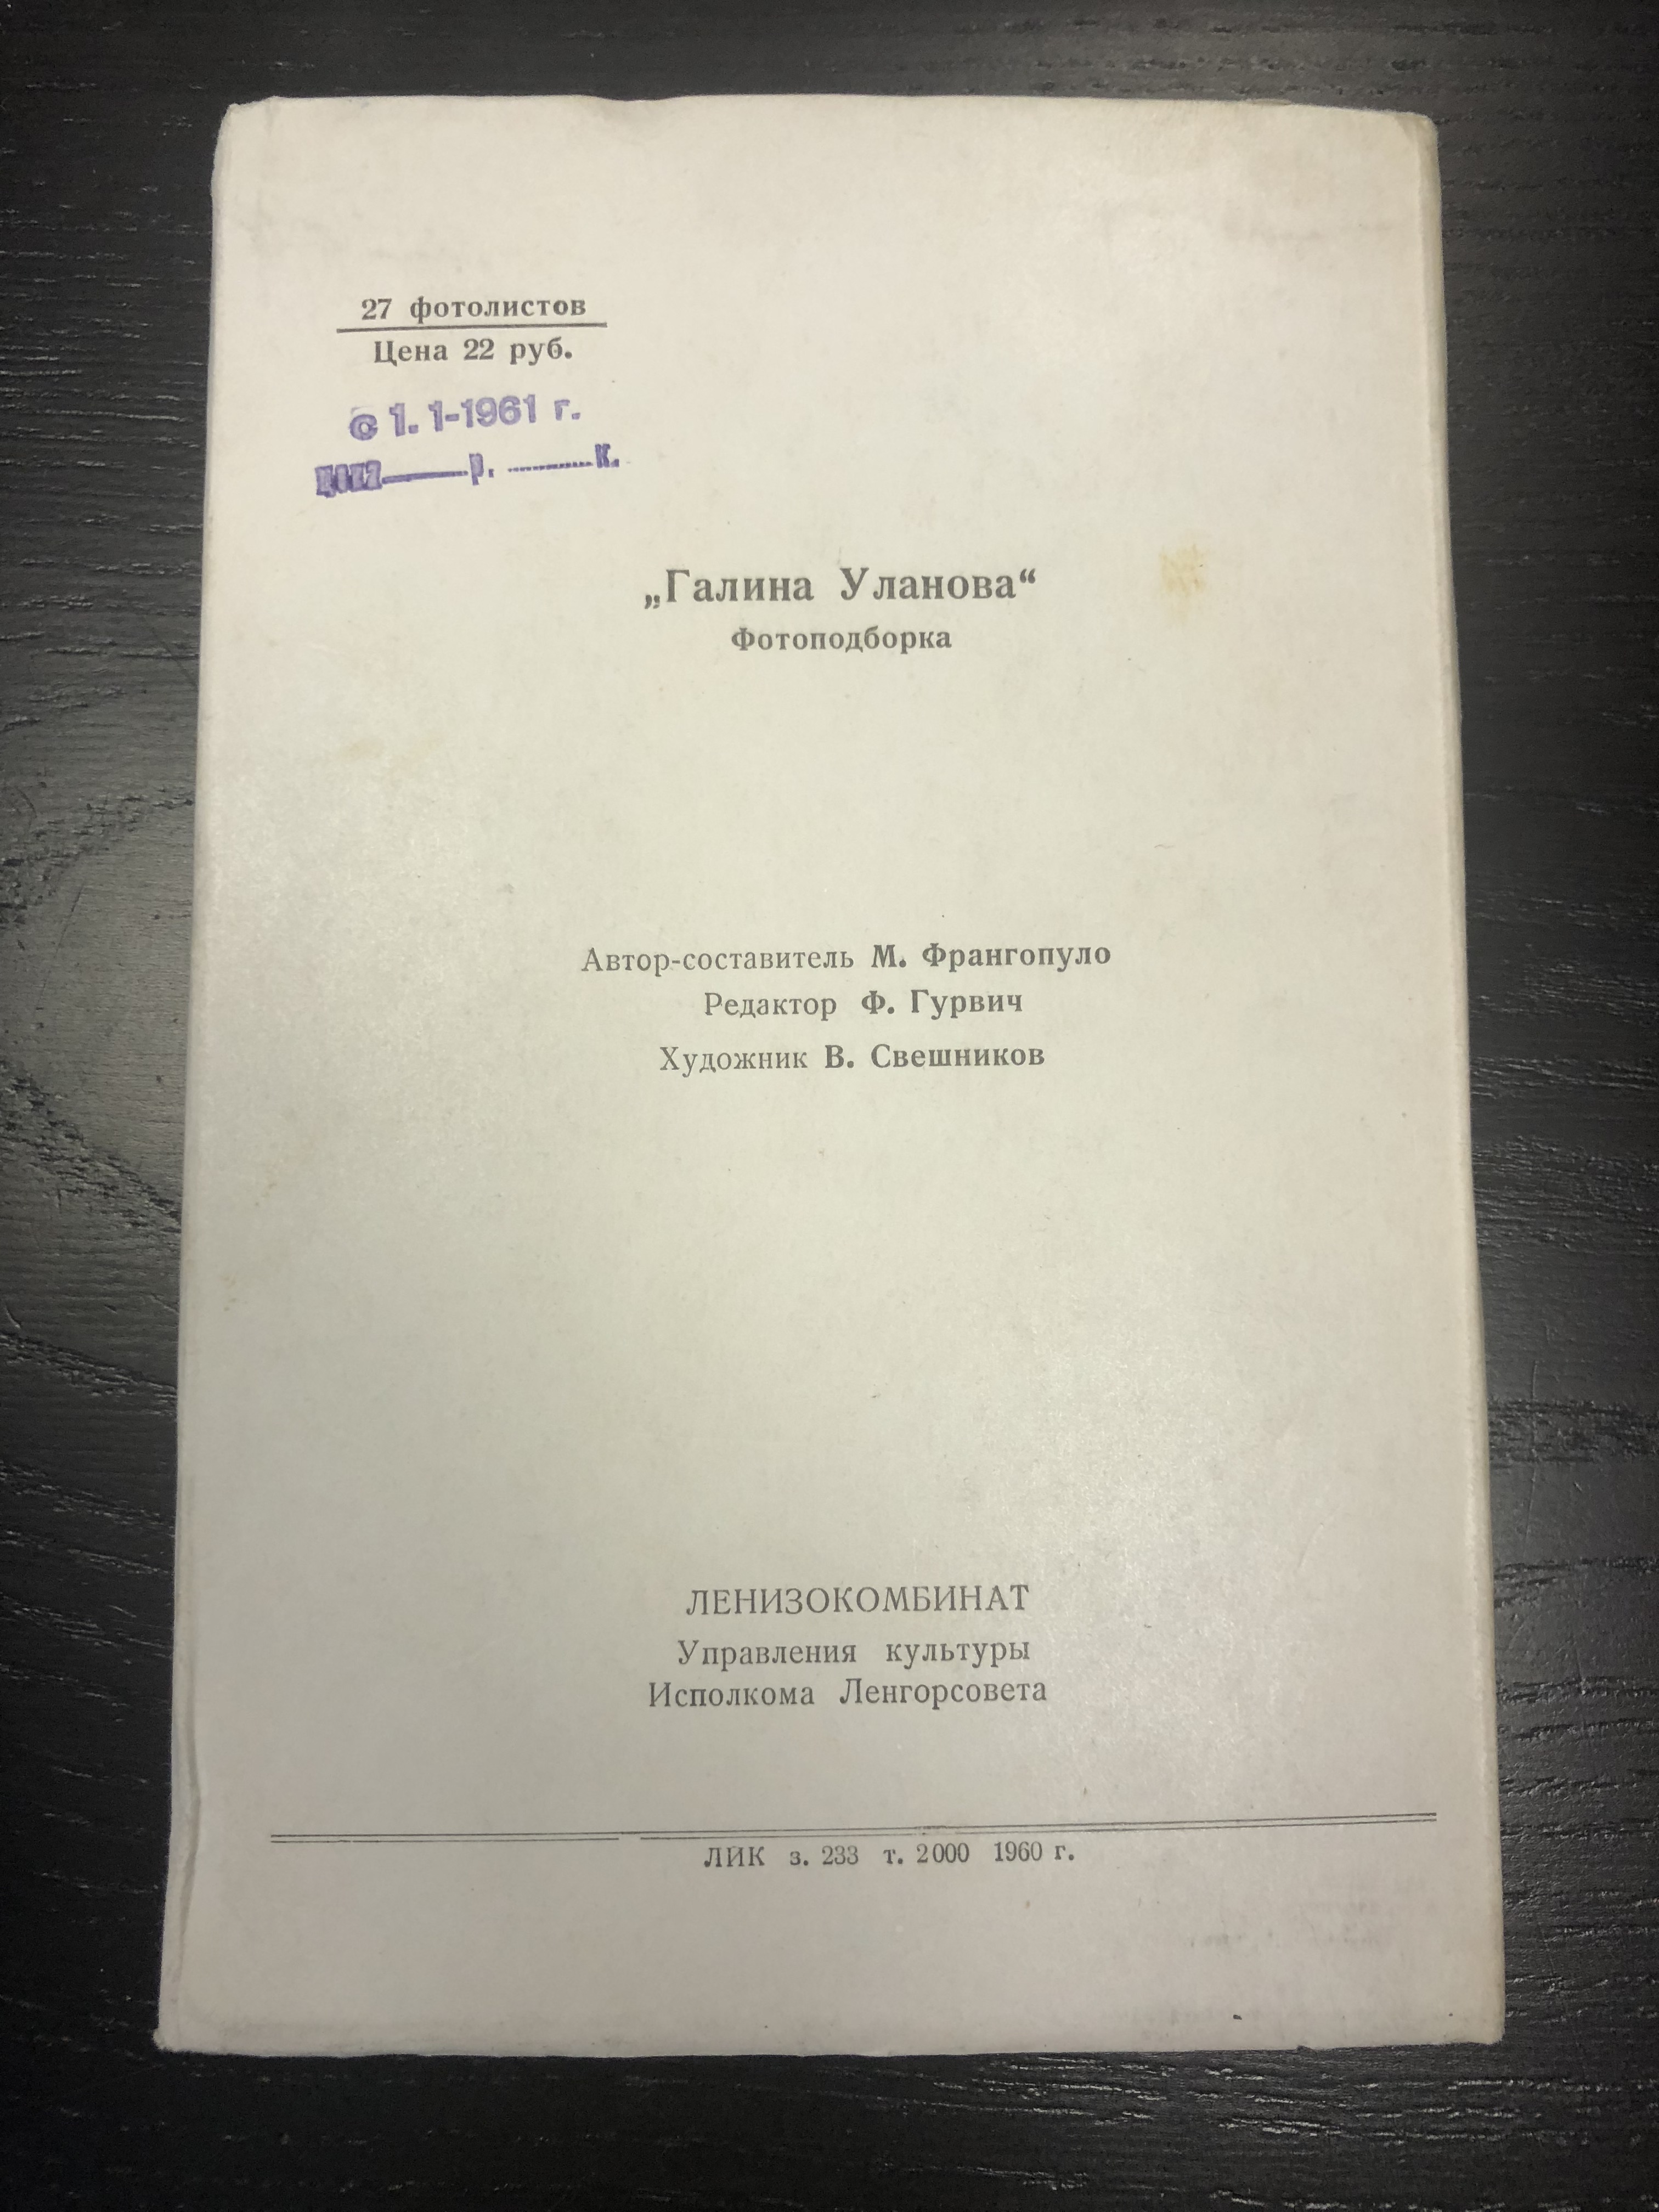 27 фотолистов
Цена 22 руб.
с 1. 1-1961 г.
цена р. к.
„Галина Уланова“
Фотоподборка
Автор-составитель М. Франгопуло
Редактор Ф. Гурвич
Художник В. Свешников
ЛЕНИЗОКОМБИНАТ
Управления культуры
Исполкома Ленгорсовета
ЛИК з. 233 т. 2000 1960 г.